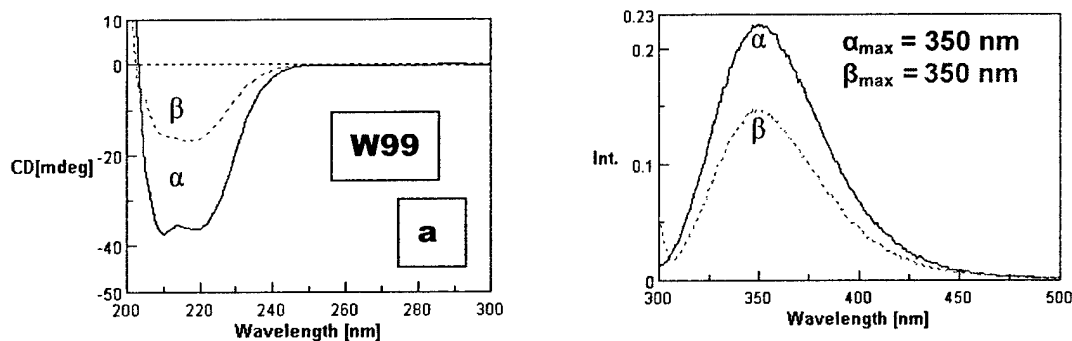 10
0
-20
-40
-50
CD[mdeg]
β
α
W99
a
200 220 240 260 280 300
Wavelength [nm]
0.23
0.2
0.1
0
Int.
α
β
αmax = 350 nm
βmax = 350 nm
300 350 400 450 500
Wavelength [nm]